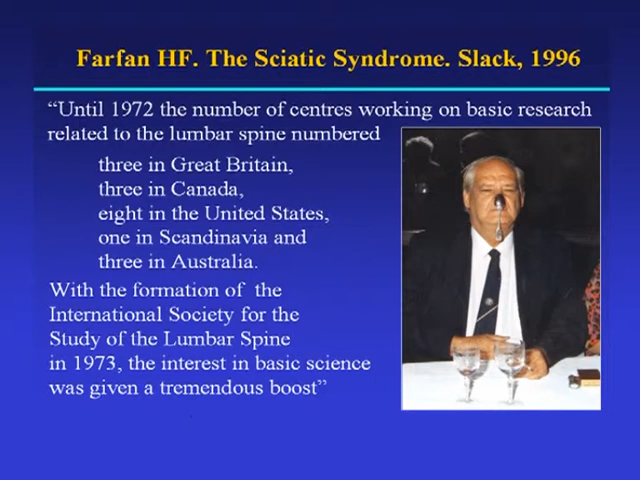 Farfan HF. The Sciatic Syndrome. Slack, 1996
“Until 1972 the number of centres working on basic research
related to the lumbar spine numbered
three in Great Britain,
three in Canada,
eight in the United States,
one in Scandinavia and
three in Australia.
With the formation of the
International Society for the
Study of the Lumbar Spine
in 1973, the interest in basic science
was given a tremendous boost”